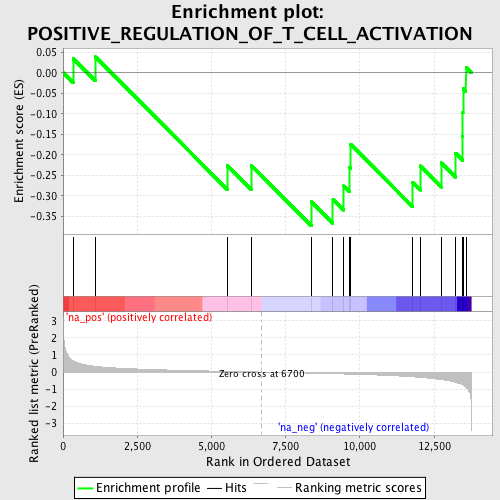 Enrichment plot:
POSITIVE_REGULATION_OF_T_CELL_ACTIVATION
Enrichment score (ES)
0.05
0.00
-0.05
-0.10
-0.15
-0.20
-0.25
-0.30
-0.35
'na_pos' (positively correlated)
Ranked list metric (PreRanked)
3
2
1
0
-1
-2
-3
Zero cross at 6700
'na_neg' (negatively correlated)
0 2,500 5,000 7,500 10,000 12,500
Rank in Ordered Dataset
Enrichment profile Hits Ranking metric scores